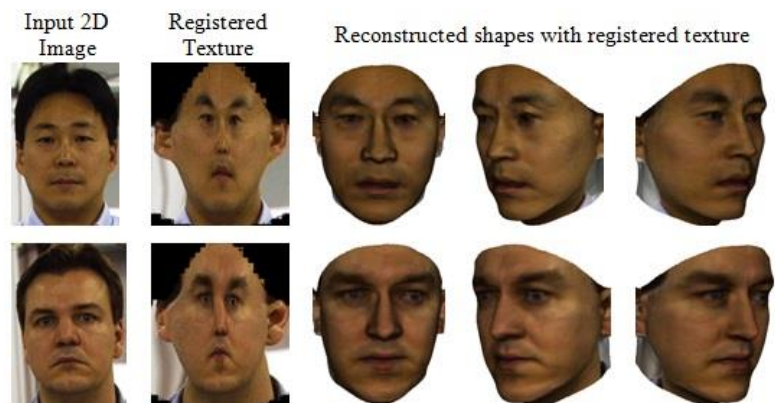 Input 2D
Image
Registered
Texture
Reconstructed shapes with registered texture